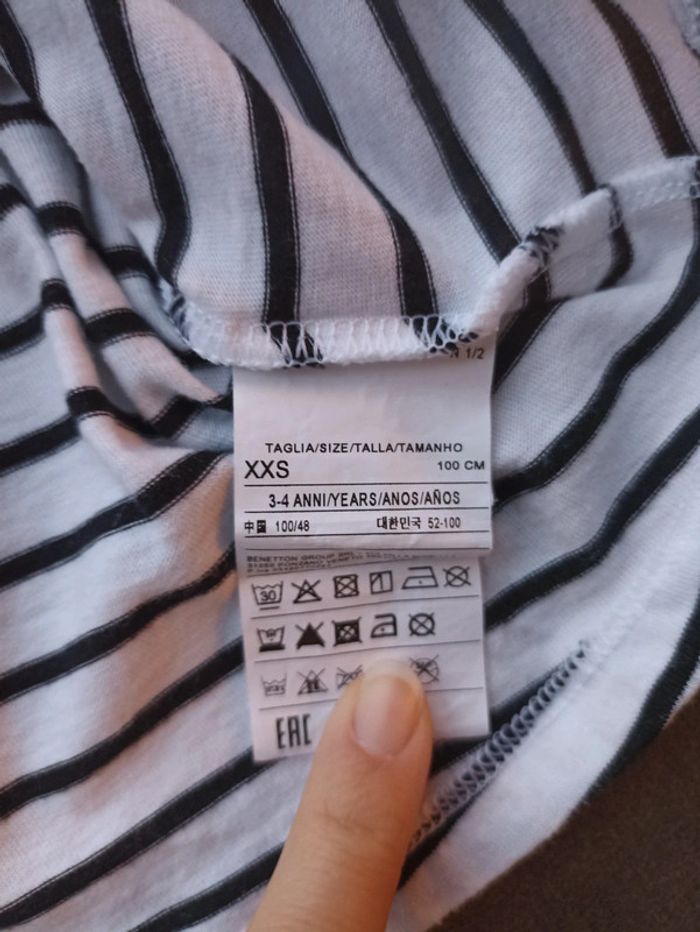 N 1/2
TAGLIA/SIZE/TALLA/TAMANHO
XXS 100 CM
3-4 ANNI/YEARS/ANOS/AÑOS
中国 100/48 대한민국 52-100
BENETTON GROUP
30
EAC